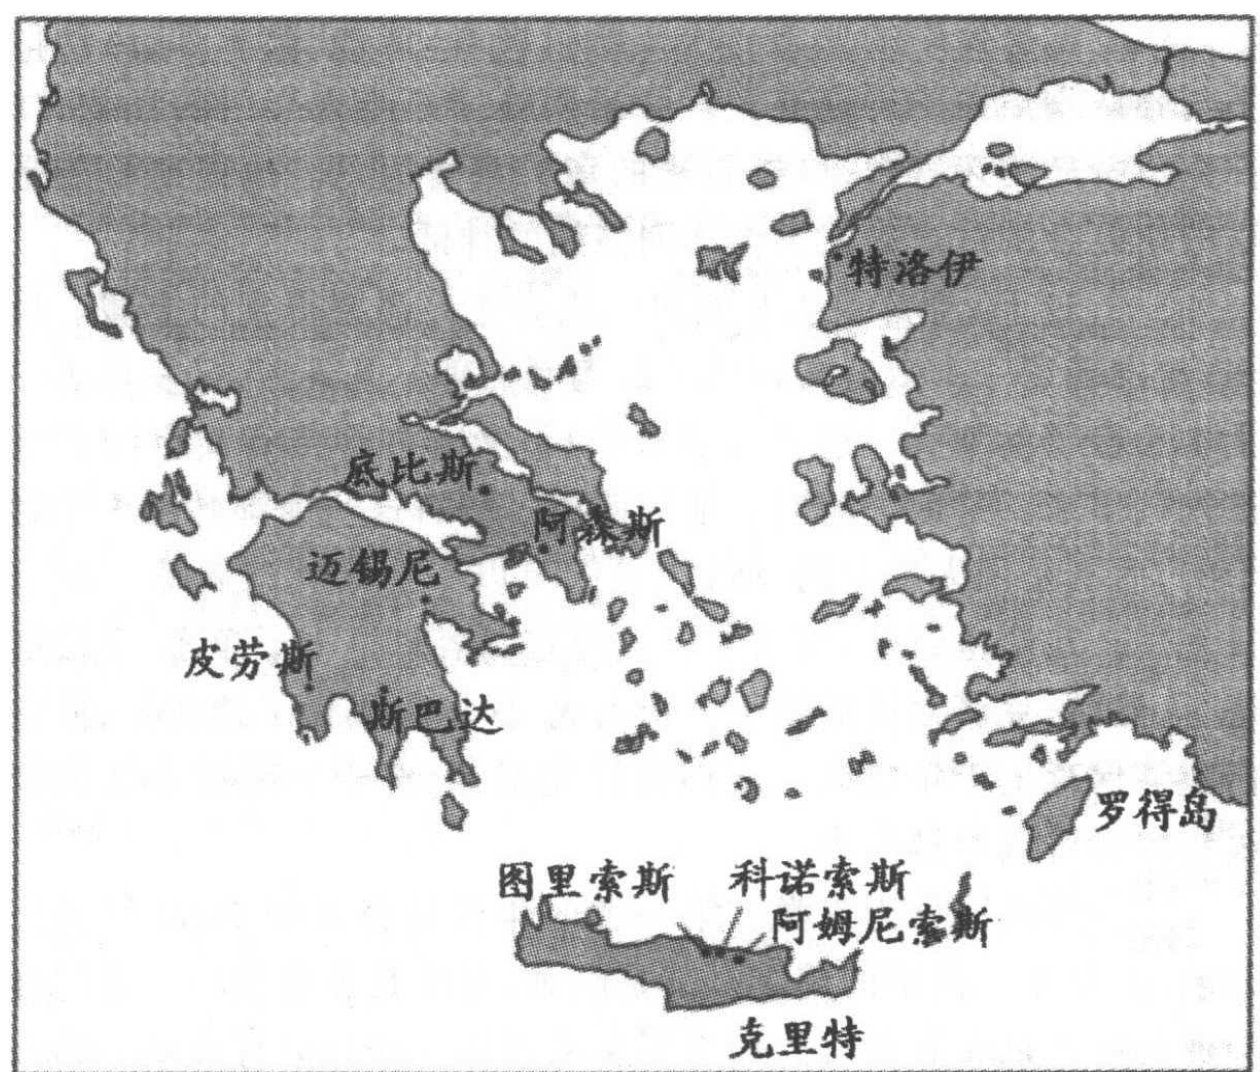 特洛伊
底比斯
阿森斯
迈锡尼
皮劳斯
斯巴达
罗得岛
图里索斯
科诺索斯
阿姆尼索斯
克里特